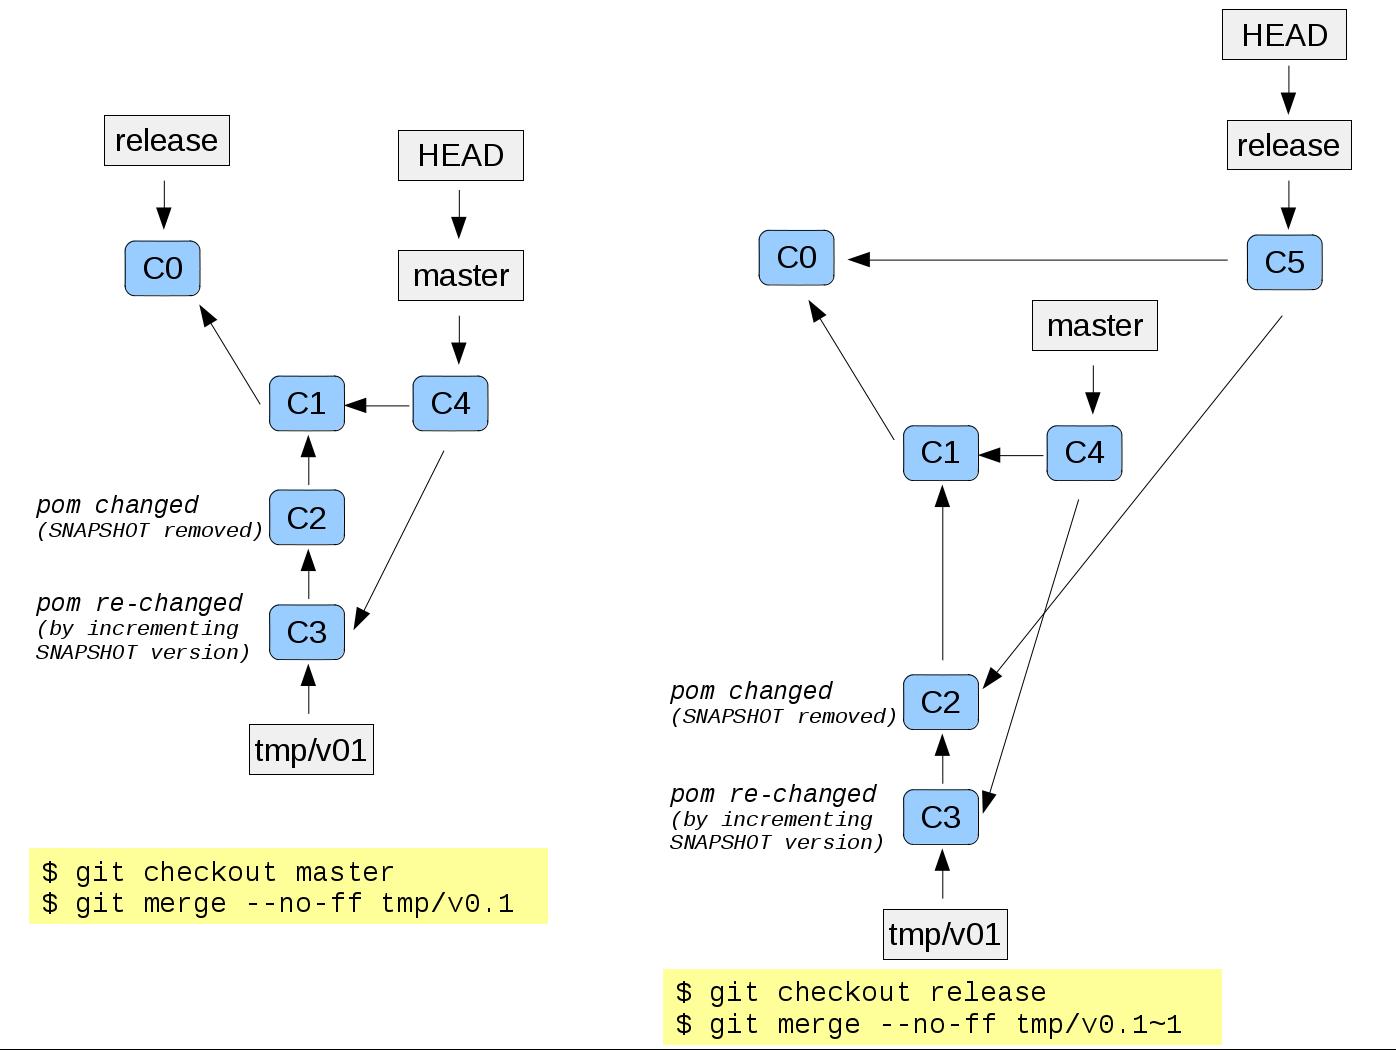 release
HEAD
C0
master
C1
C4
pom changed
(SNAPSHOT removed)
C2
pom re-changed
(by incrementing
SNAPSHOT version)
C3
tmp/v01
$ git checkout master
$ git merge --no-ff tmp/v0.1
HEAD
release
C0
C5
master
C1
C4
pom changed
(SNAPSHOT removed)
C2
pom re-changed
(by incrementing
SNAPSHOT version)
C3
tmp/v01
$ git checkout release
$ git merge --no-ff tmp/v0.1~1